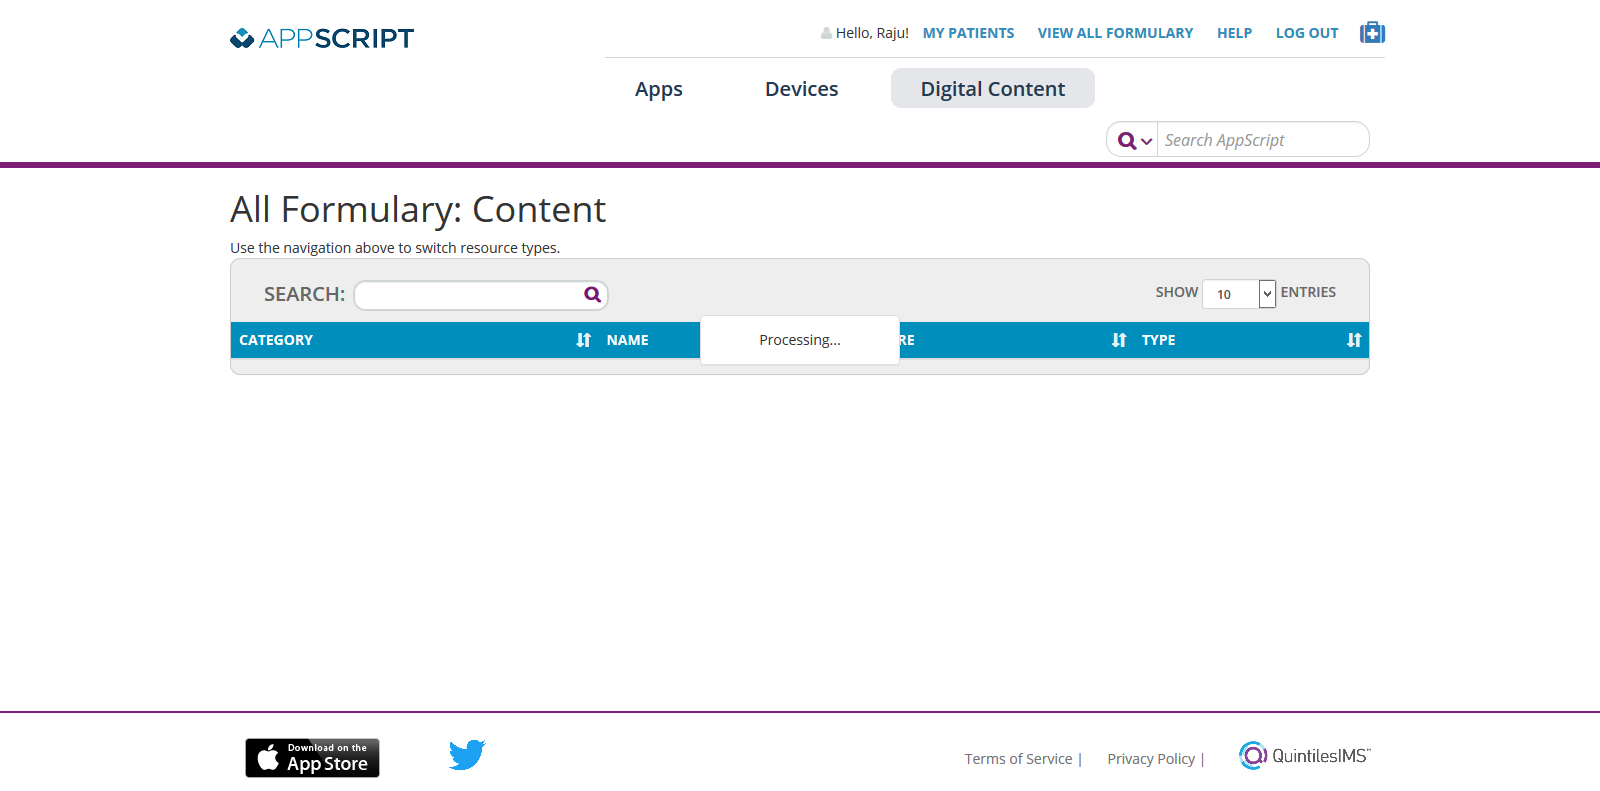 APPSCRIPT
Hello, Raju! MY PATIENTS VIEW ALL FORMULARY HELP LOG OUT
Apps Devices Digital Content
Search AppScript
All Formulary: Content
Use the navigation above to switch resource types.
SEARCH: SHOW 10 ENTRIES
CATEGORY NAME Processing... RE TYPE
Download on the
App Store
Terms of Service | Privacy Policy | QuintilesIMS™